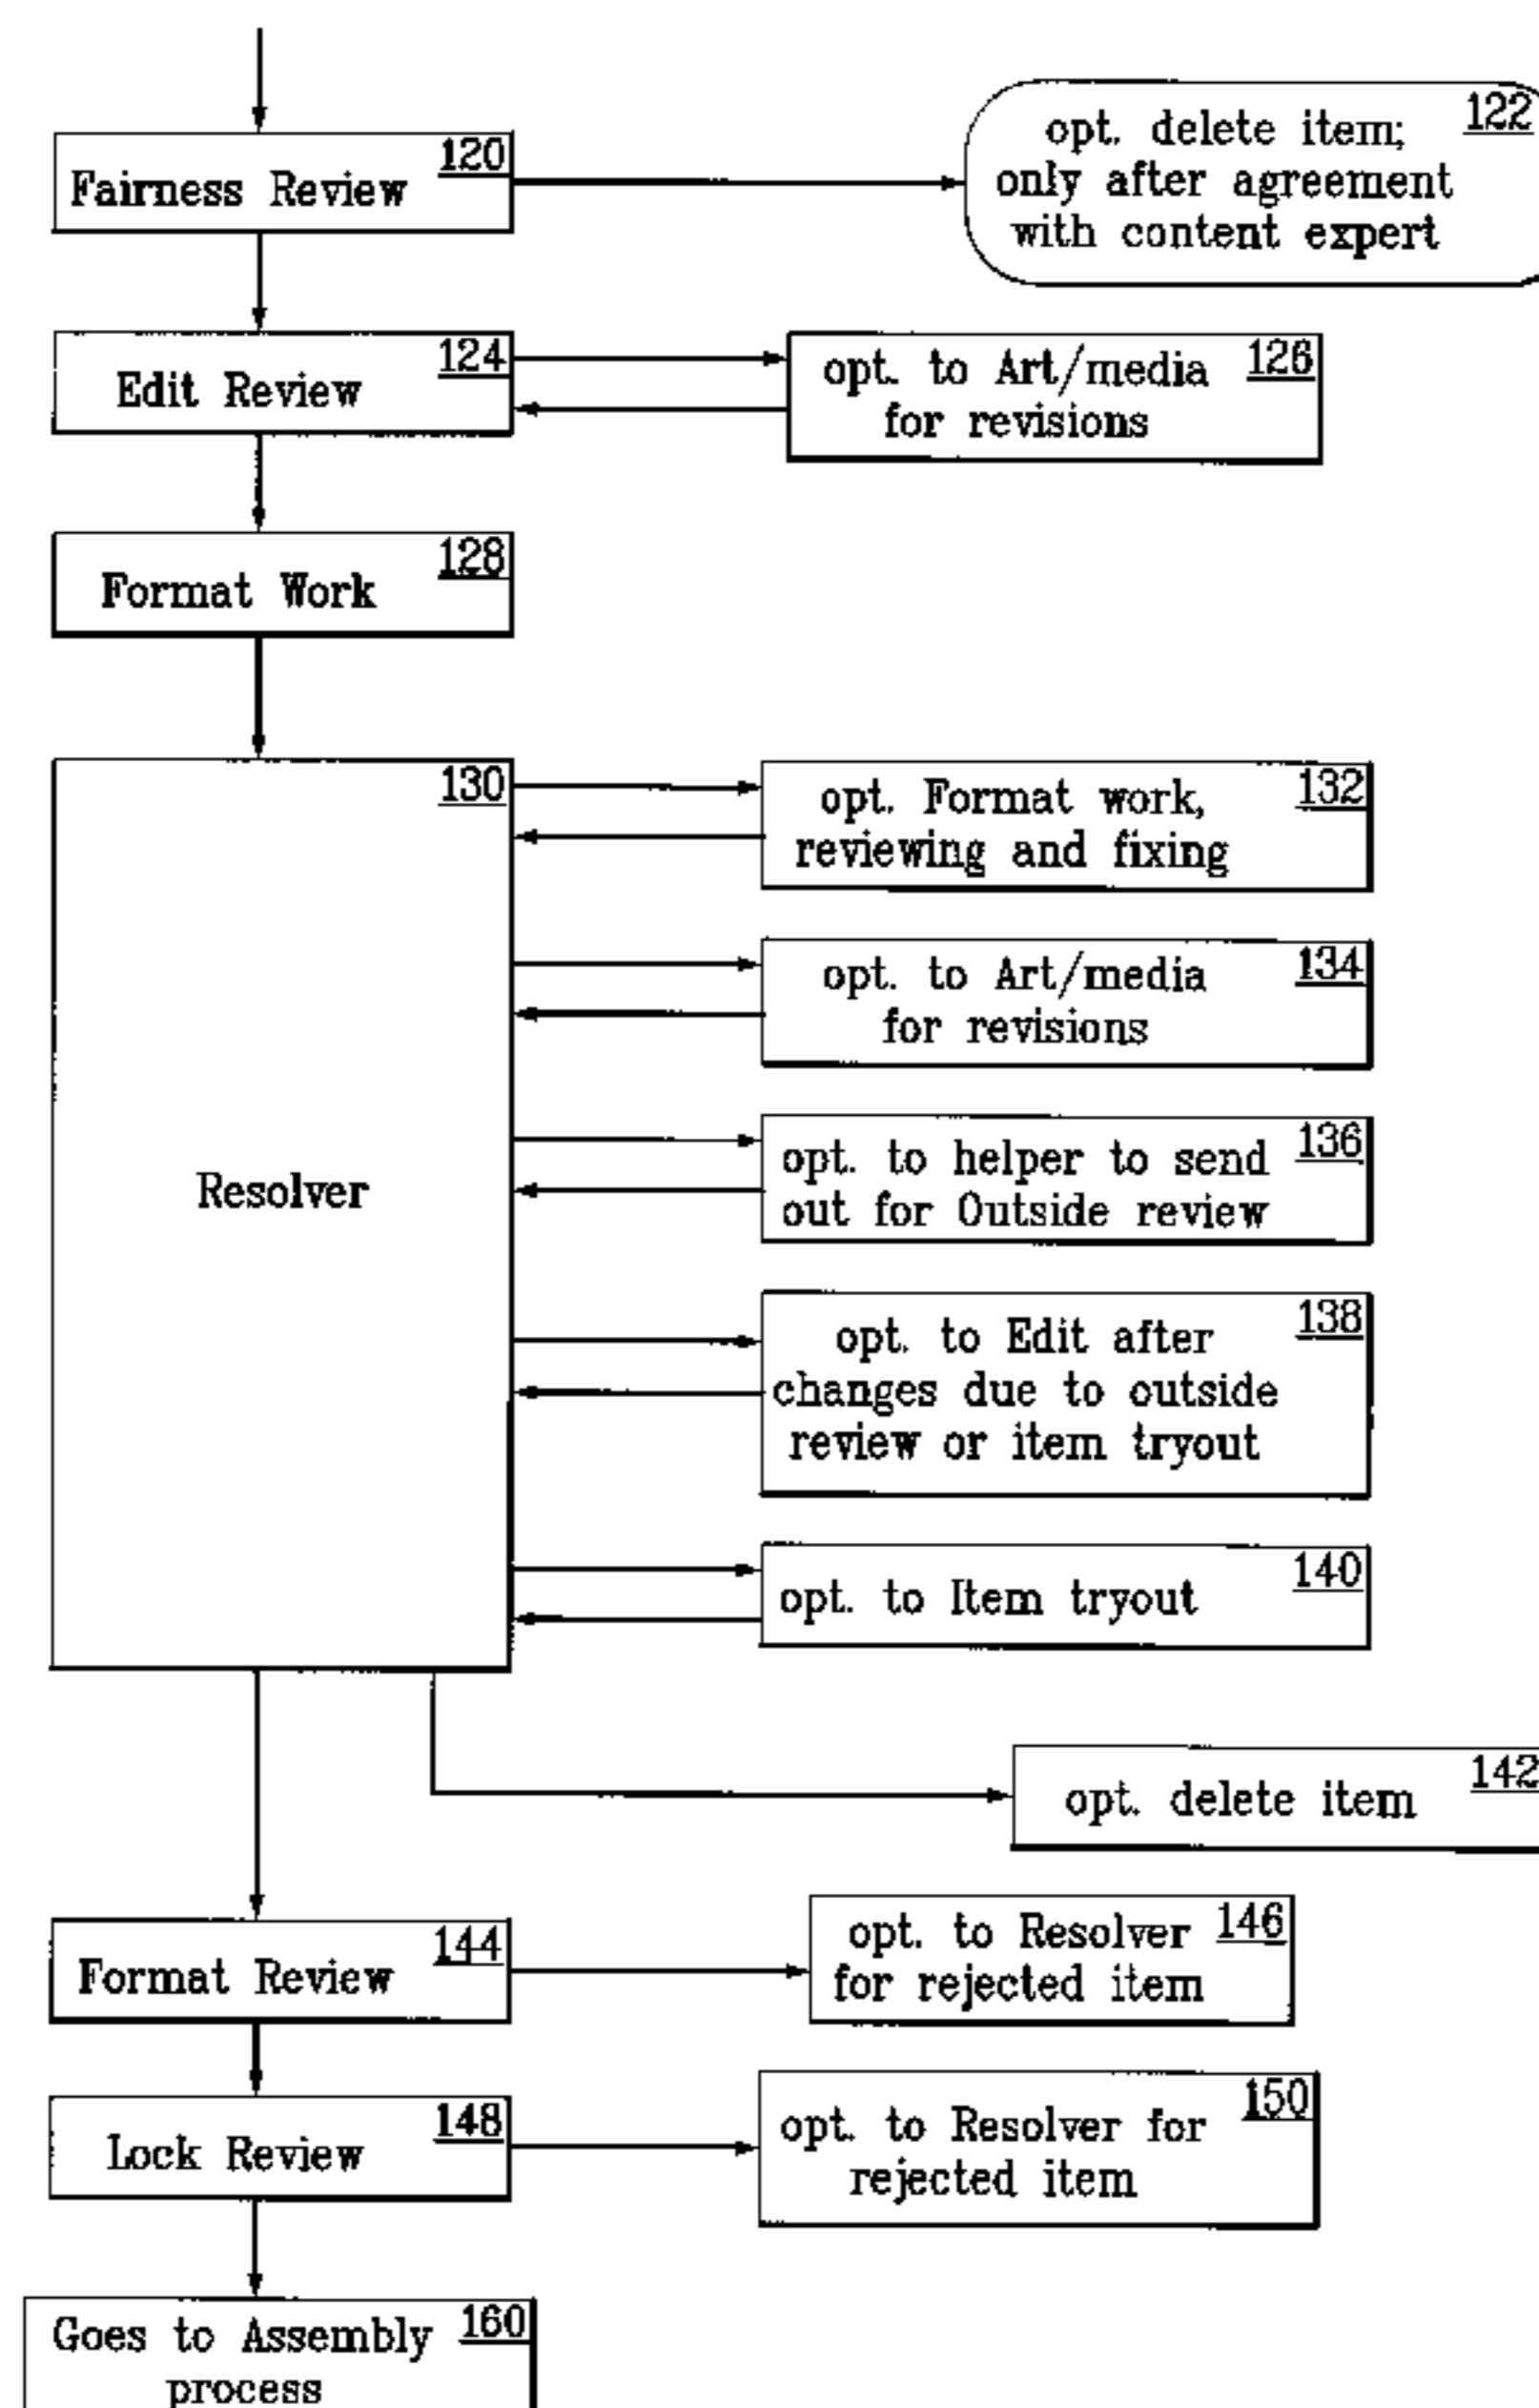 120
Fairness Review
opt. delete item; 122
only after agreement
with content expert
124
Edit Review
opt. to Art/media 126
for revisions
128
Format Work
130
Resolver
opt. Format work, 132
reviewing and fixing
opt. to Art/media 134
for revisions
opt. to helper to send 136
out for Outside review
opt. to Edit after 138
changes due to outside
review or item tryout
opt. to Item tryout 140
opt. delete item 142
144
Format Review
opt. to Resolver 146
for rejected item
148
Lock Review
opt. to Resolver for 150
rejected item
Goes to Assembly 160
process